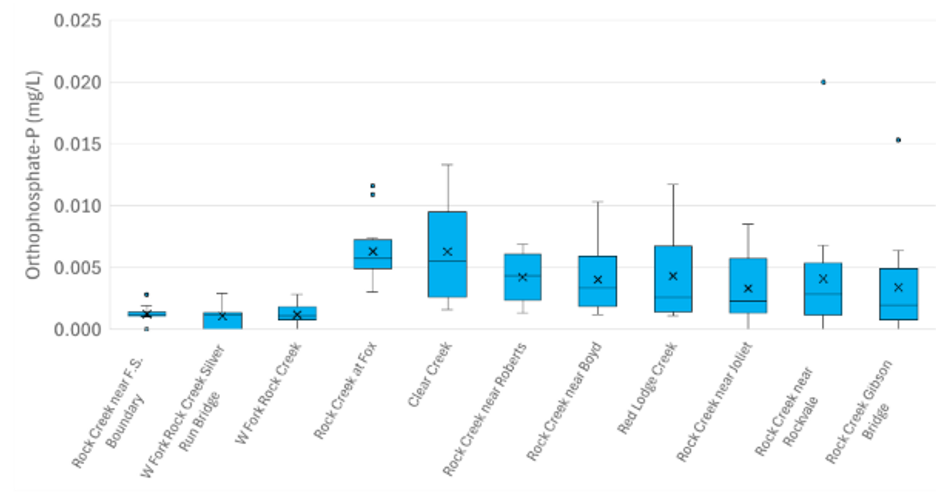 0.025
0.020
0.015
0.010
0.005
0.000
Orthophosphate-P (mg/L)
Rock Creek near F.S.
Boundary
W Fork Rock Creek Silver
Run Bridge
W Fork Rock Creek
Rock Creek at Fox
Clear Creek
Rock Creek near Roberts
Rock Creek near Boyd
Red Lodge Creek
Rock Creek near Joliet
Rock Creek near
Rockvale
Rock Creek Gibson
Bridge